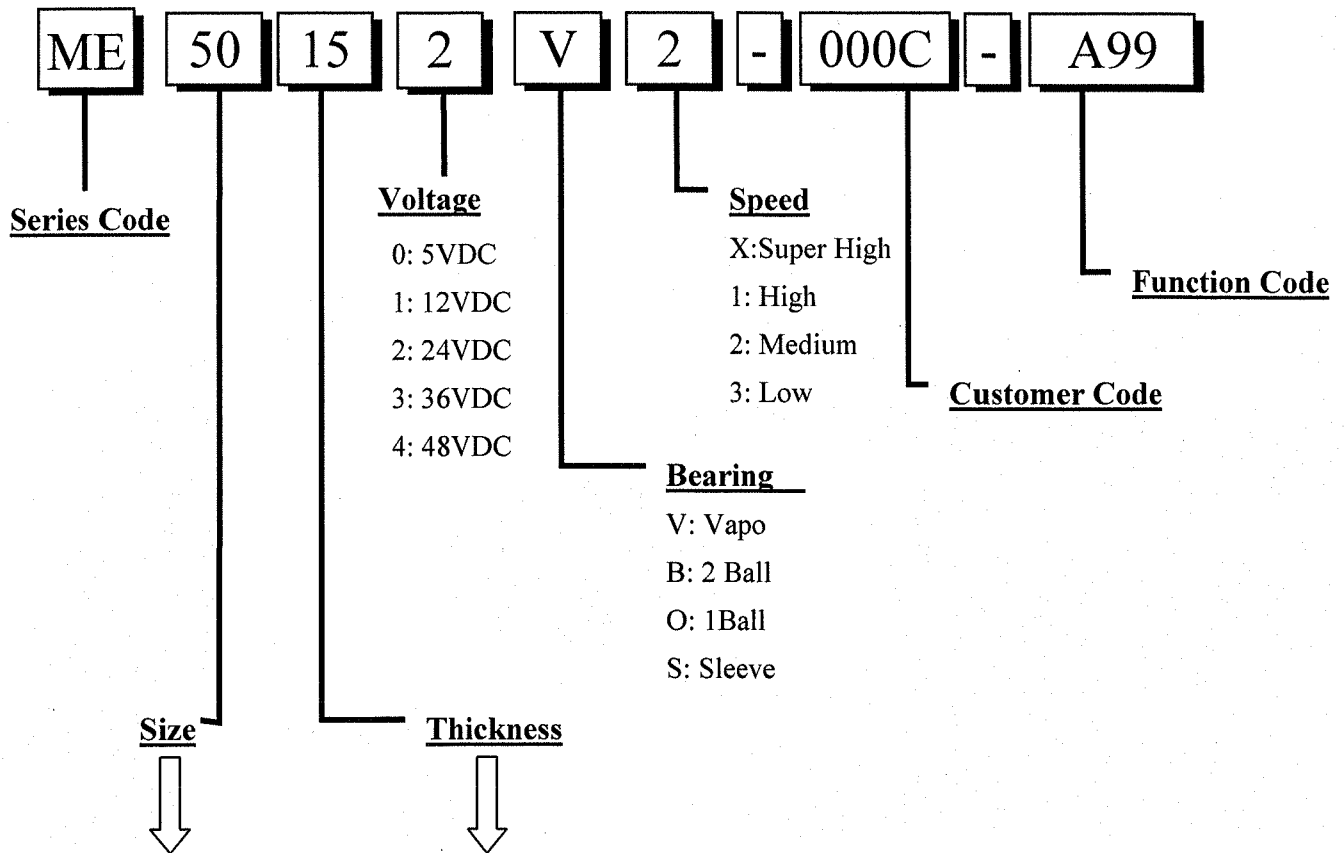 ME 50 15 2 V 2 - 000C - A99
Series Code
Voltage
0: 5VDC
1: 12VDC
2: 24VDC
3: 36VDC
4: 48VDC
Speed
X:Super High
1: High
2: Medium
3: Low
Function Code
Customer Code
Bearing
V: Vapo
B: 2 Ball
O: 1Ball
S: Sleeve
Size
Thickness